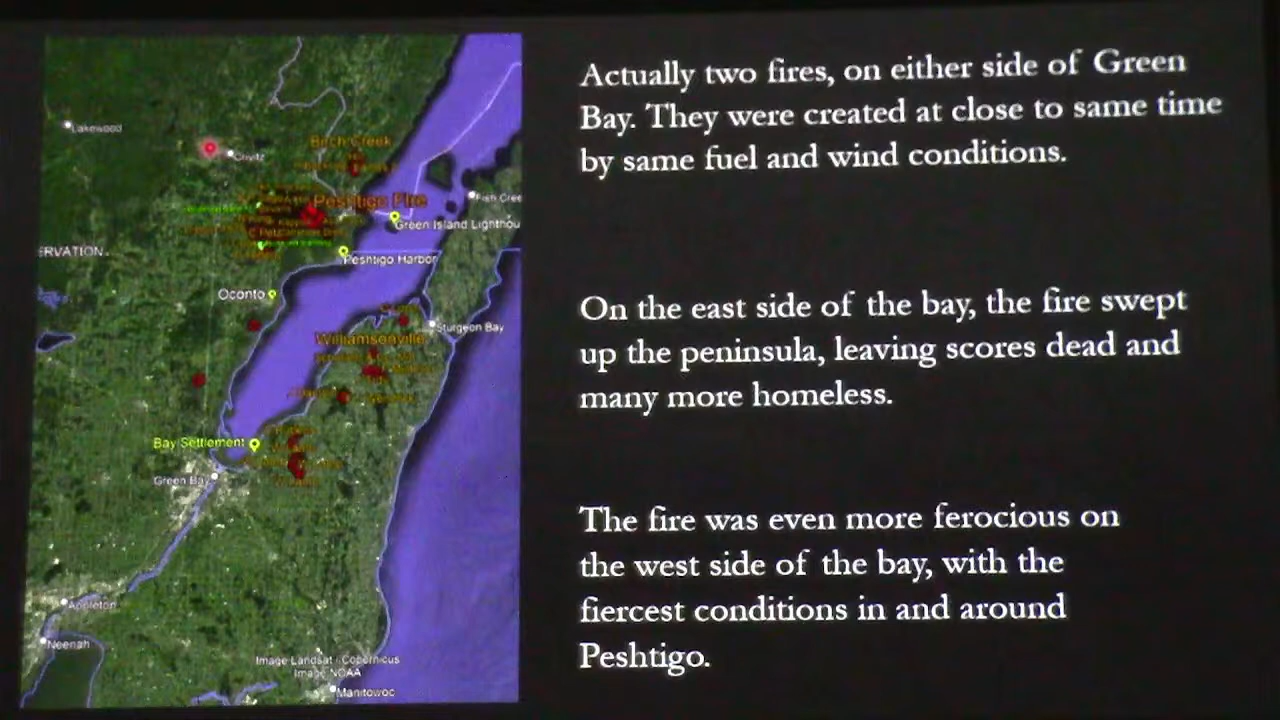 Actually two fires, on either side of Green
Bay. They were created at close to same time
by same fuel and wind conditions.
On the east side of the bay, the fire swept
up the peninsula, leaving scores dead and
many more homeless.
The fire was even more ferocious on
the west side of the bay, with the
fiercest conditions in and around
Peshtigo.
Lakewood
Crivitz
Birch Creek
Peshtigo Fire
Fish Cree
Green Island Lighthou
ERVATION
Peshtigo Harbor
Oconto
Sturgeon Bay
Williamsonville
Bay Settlement
Green Bay
Appleton
Neenah
Image Landsat / Copernicus
Image NOAA
Manitowoc